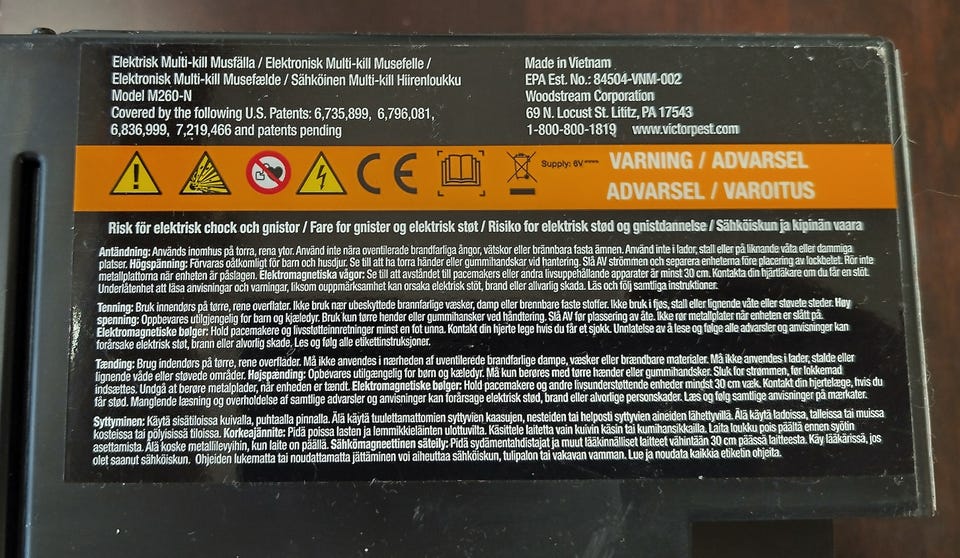 Elektrisk Multi-kill Musfälla / Elektronisk Multi-kill Musefelle /
Elektronisk Multi-kill Musefælde / Sähköinen Multi-kill Hiirenloukku
Model M260-N
Covered by the following U.S. Patents: 6,735,899, 6,796,081,
6,836,999, 7,219,466 and patents pending
Made in Vietnam
EPA Est. No.: 84504-VNM-002
Woodstream Corporation
69 N. Locust St. Lititz, PA 17543
1-800-800-1819 www.victorpest.com
CE
Supply: 6V
VARNING / ADVARSEL
ADVARSEL / VAROITUS
Risk för elektrisk chock och gnistor / Fare for gnister og elektrisk støt / Risiko for elektrisk stød og gnistdannelse / Sähköiskun ja kipinän vaara
Antändning: Används inomhus på torra, rena ytor. Använd inte nära oventilerade brandfarliga ångor, vätskor eller brännbara fasta ämnen. Använd inte i lador, stall eller på liknande våta eller dammiga
platser. Högspänning: Förvaras oåtkomligt för barn och husdjur. Se till att ha torra händer eller gummihandskar vid hantering. Slå AV strömmen och separera enheterna före placering av lockbetet. Rör inte
metallplattorna när enheten är påslagen. Elektromagnetiska vågor: Se till att avståndet till pacemakers eller andra livsuppehållande apparater är minst 30 cm. Kontakta din hjärtläkare om du får en stöt.
Underlåtenhet att läsa anvisningar och varningar, liksom ouppmärksamhet kan orsaka elektrisk stöt, brand eller allvarlig skada. Läs och följ samtliga instruktioner.
Tenning: Bruk innendørs på tørre, rene overflater. Ikke bruk nær ubeskyttede brannfarlige væsker, damp eller brennbare faste stoffer. Ikke bruk i fjøs, stall eller lignende våte eller støvete steder. Høy
spenning: Oppbevares utilgjengelig for barn og kjæledyr. Bruk kun tørre hender eller gummihansker ved håndtering. Slå AV før plassering av åte. Ikke rør metallplater når enheten er slått på.
Elektromagnetiske bølger: Hold pacemakere og livsstøtteinnretninger minst en fot unna. Kontakt din hjerte lege hvis du får et sjokk. Unnlatelse av å lese og følge alle advarsler og anvisninger kan
forårsake elektrisk støt, brann eller alvorlig skade. Les og følg alle etikettinstruksjoner.
Tænding: Brug indendørs på tørre, rene overflader. Må ikke anvendes i nærheden af uventilerede brandfarlige dampe, væsker eller brændbare materialer. Må ikke anvendes i lader, stalde eller
lignende våde eller støvede områder. Højspænding: Opbevares utilgængeligt for børn og kæledyr. Må kun berøres med tørre hænder eller gummihandsker. Sluk for strømmen, før lokkemad
indsættes. Undgå at berøre metalplader, når enheden er tændt. Elektromagnetiske bølger: Hold pacemakere og andre livsunderstøttende enheder mindst 30 cm væk. Kontakt din hjertelæge, hvis du
får stød. Manglende læsning og overholdelse af samtlige advarsler og anvisninger kan forårsage elektrisk stød, brand eller alvorlige personskader. Læs og følg samtlige anvisninger på mærkater.
Syttyminen: Käytä sisätiloissa kuivalla, puhtaalla pinnalla. Älä käytä tuulettamattomien syttyvien kaasujen, nesteiden tai helposti syttyvien aineiden lähettyvillä. Älä käytä ladoissa, talleissa tai muissa
kosteissa tai pölyisissä tiloissa. Korkeajännite: Pidä poissa lasten ja lemmikkieläinten ulottuvilta. Käsittele laitetta vain kuivin käsin tai kumihansikkailla. Laita loukku pois päältä ennen syötin
asettamista. Älä koske metallilevyihin, kun laite on päällä. Sähkömagneettinen säteily: Pidä sydämentahdistajat ja muut lääkinnälliset laitteet vähintään 30 cm päässä laitteesta. Käy lääkärissä, jos
olet saanut sähköiskun. Ohjeiden lukematta tai noudattamatta jättäminen voi aiheuttaa sähköiskun, tulipalon tai vakavan vamman. Lue ja noudata kaikkia etiketin ohjeita.